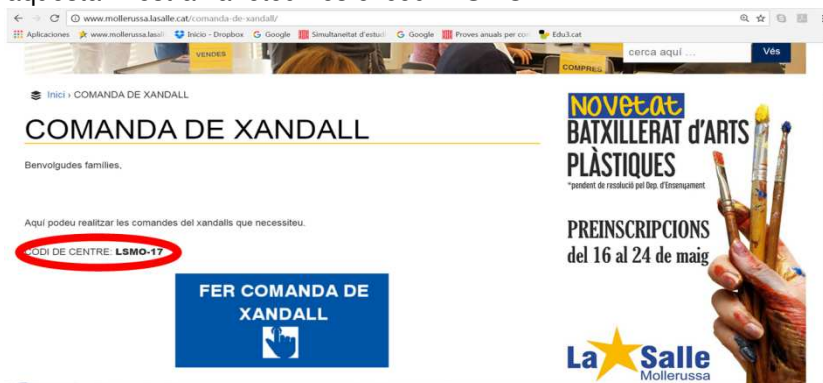 www.mollerussa.lasalle.cat/comanda-de-xandall/
Aplicaciones www.mollerussa.lasall Inicio - Dropbox Google Simultaneitat d'estudi Google Proves anuals per con Edu3.cat
VENDES
COMPRES
cerca aquí ...
Vés
Inici › COMANDA DE XANDALL
COMANDA DE XANDALL
Benvolgudes famílies,
Aquí podeu realitzar les comandes del xandalls que necessiteu.
CODI DE CENTRE: LSMO-17
FER COMANDA DE
XANDALL
Novetat
BATXILLERAT d'ARTS
PLÀSTIQUES
*pendent de resolució pel Dep. d'Ensenyament
PREINSCRIPCIONS
del 16 al 24 de maig
La Salle
Mollerussa